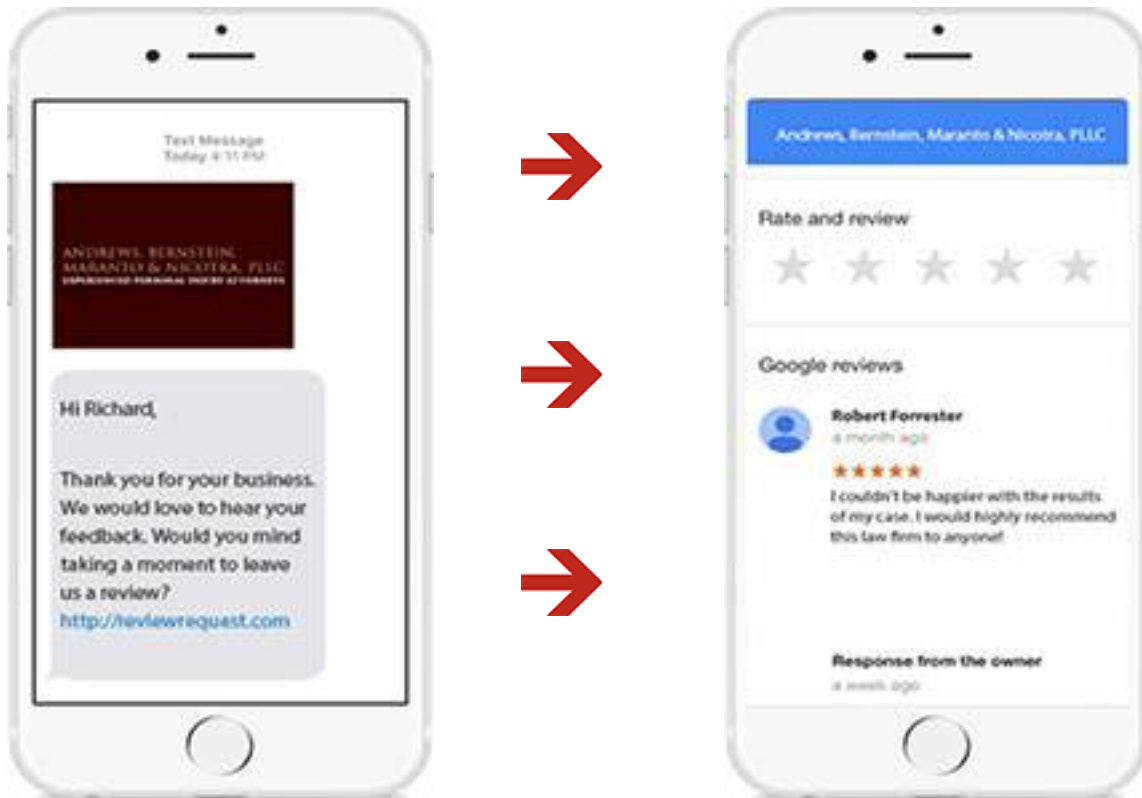 Text Message
Today 4:11 PM
ANDREWS, BERNSTEIN,
MARANTO & NICOTRA, PLLC
EXPERIENCED PERSONAL INJURY ATTORNEYS
Hi Richard,
Thank you for your business.
We would love to hear your
feedback. Would you mind
taking a moment to leave
us a review?
http://reviewrequest.com
Andrews, Bernstein, Maranto & Nicotra, PLLC
Rate and review
Google reviews
Robert Forrester
a month ago
I couldn't be happier with the results
of my case. I would highly recommend
this law firm to anyone!
Response from the owner
a week ago